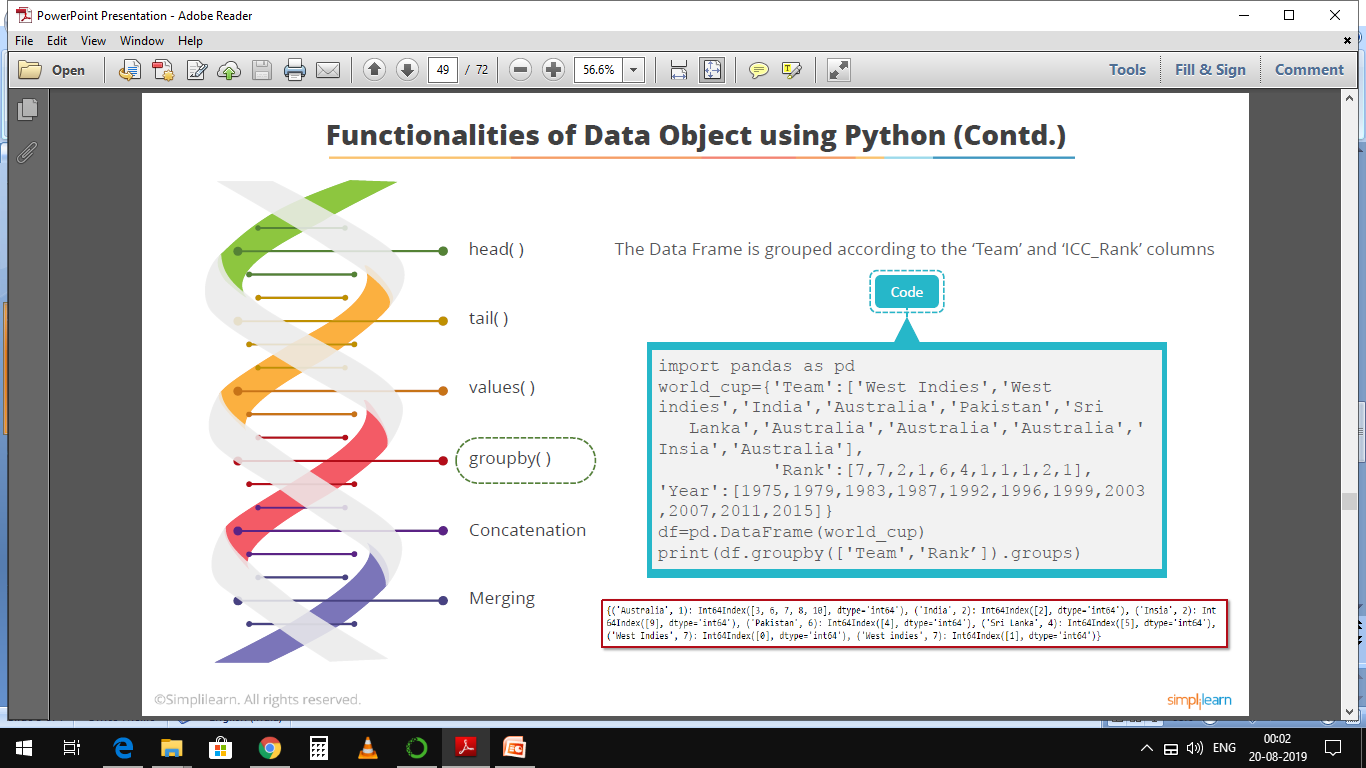 PowerPoint Presentation - Adobe Reader
File Edit View Window Help
Open 49 / 72 56.6% Tools Fill & Sign Comment
Functionalities of Data Object using Python (Contd.)
head( )
tail( )
values( )
groupby( )
Concatenation
Merging
The Data Frame is grouped according to the ‘Team’ and ‘ICC_Rank’ columns
Code
import pandas as pd
world_cup={'Team':['West Indies','West
indies','India','Australia','Pakistan','Sri
Lanka','Australia','Australia','Australia','
Insia','Australia'],
'Rank':[7,7,2,1,6,4,1,1,1,2,1],
'Year':[1975,1979,1983,1987,1992,1996,1999,2003
,2007,2011,2015]}
df=pd.DataFrame(world_cup)
print(df.groupby(['Team','Rank’]).groups)
{('Australia', 1): Int64Index([3, 6, 7, 8, 10], dtype='int64'), ('India', 2): Int64Index([2], dtype='int64'), ('Insia', 2): Int
64Index([9], dtype='int64'), ('Pakistan', 6): Int64Index([4], dtype='int64'), ('Sri Lanka', 4): Int64Index([5], dtype='int64'),
('West Indies', 7): Int64Index([0], dtype='int64'), ('West indies', 7): Int64Index([1], dtype='int64')}
©Simplilearn. All rights reserved.
simplilearn
ENG
00:02
20-08-2019